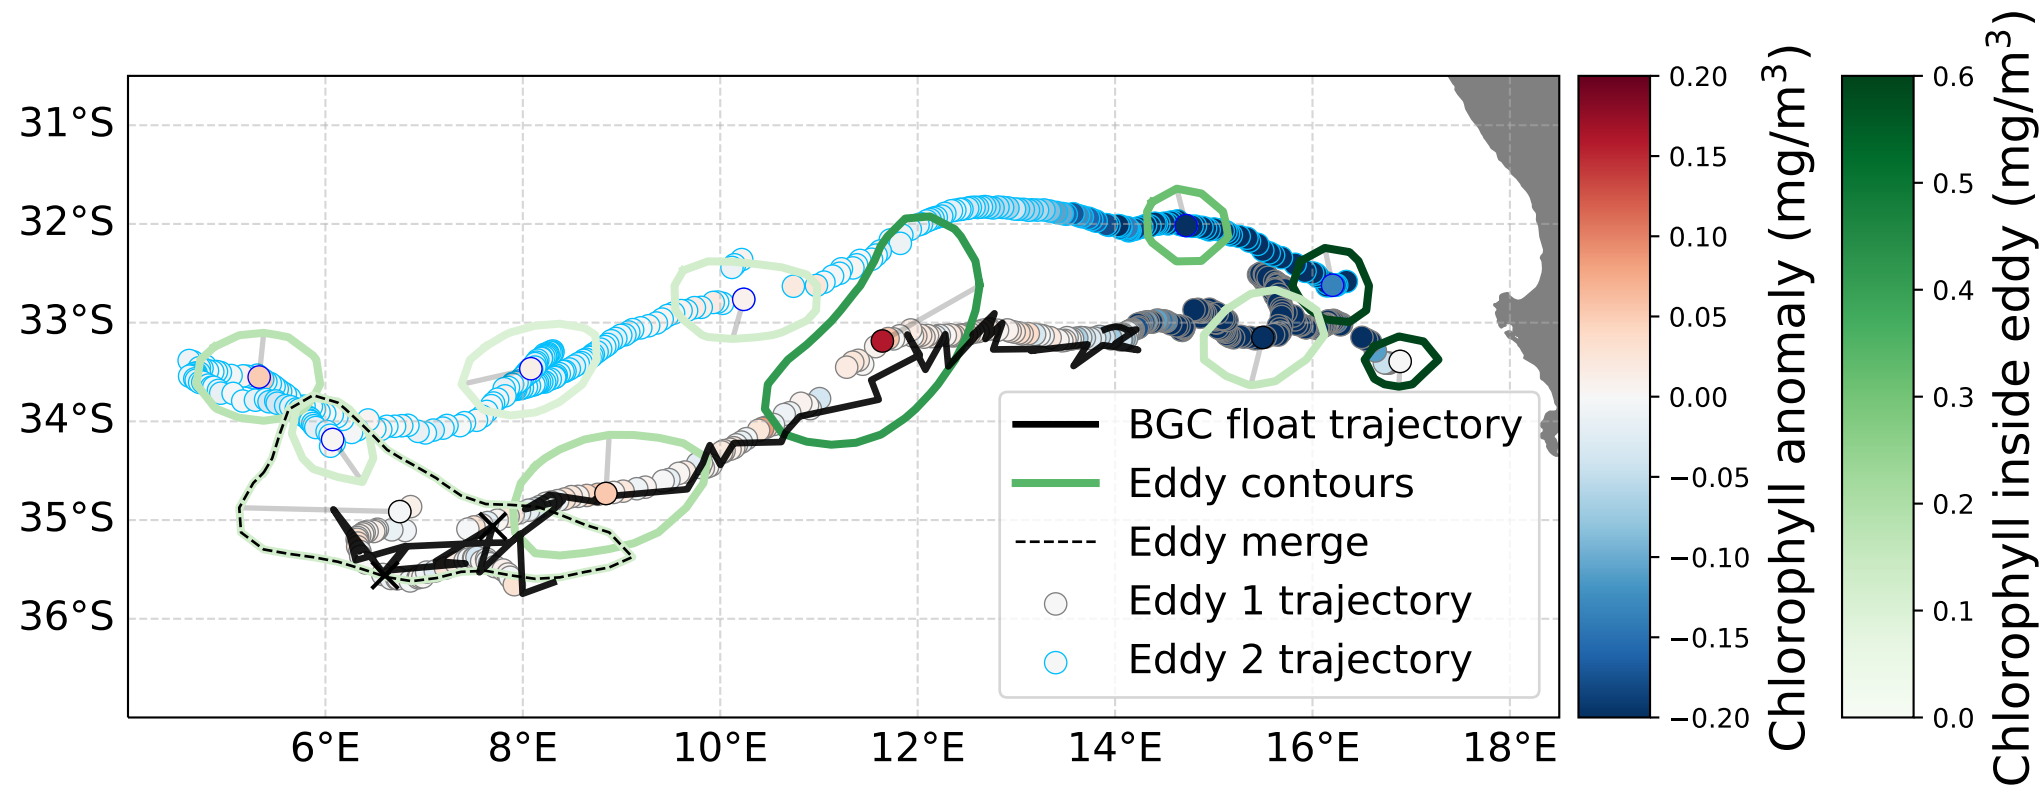 31°S
32°S
33°S
34°S
35°S
36°S
6°E
8°E
10°E
12°E
14°E
16°E
18°E
BGC float trajectory
Eddy contours
Eddy merge
Eddy 1 trajectory
Eddy 2 trajectory
0.20
0.15
0.10
0.05
0.00
−0.05
−0.10
−0.15
−0.20
Chlorophyll anomaly (mg/m³)
0.6
0.5
0.4
0.3
0.2
0.1
0.0
Chlorophyll inside eddy (mg/m³)